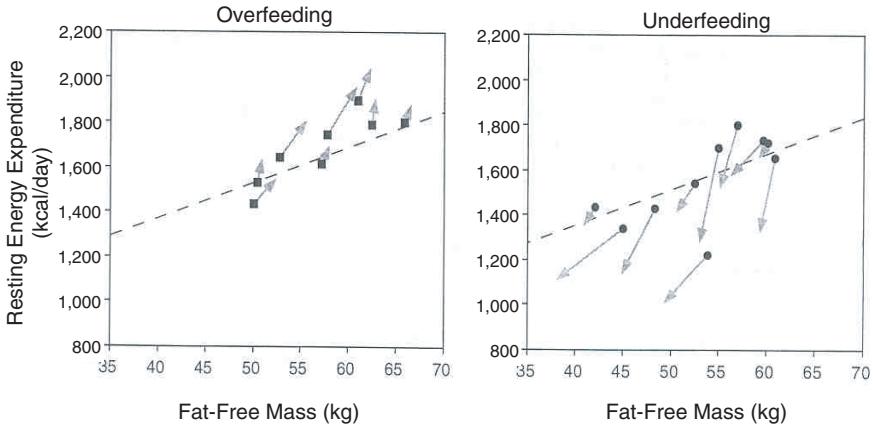 Overfeeding
Underfeeding
Resting Energy Expenditure
(kcal/day)
2,200
2,000
1,800
1,600
1,400
1,200
1,000
800
35 40 45 50 55 60 65 70
Fat-Free Mass (kg)
2,200
2,000
1,800
1,600
1,400
1,200
1,000
800
35 40 45 50 55 60 65 70
Fat-Free Mass (kg)